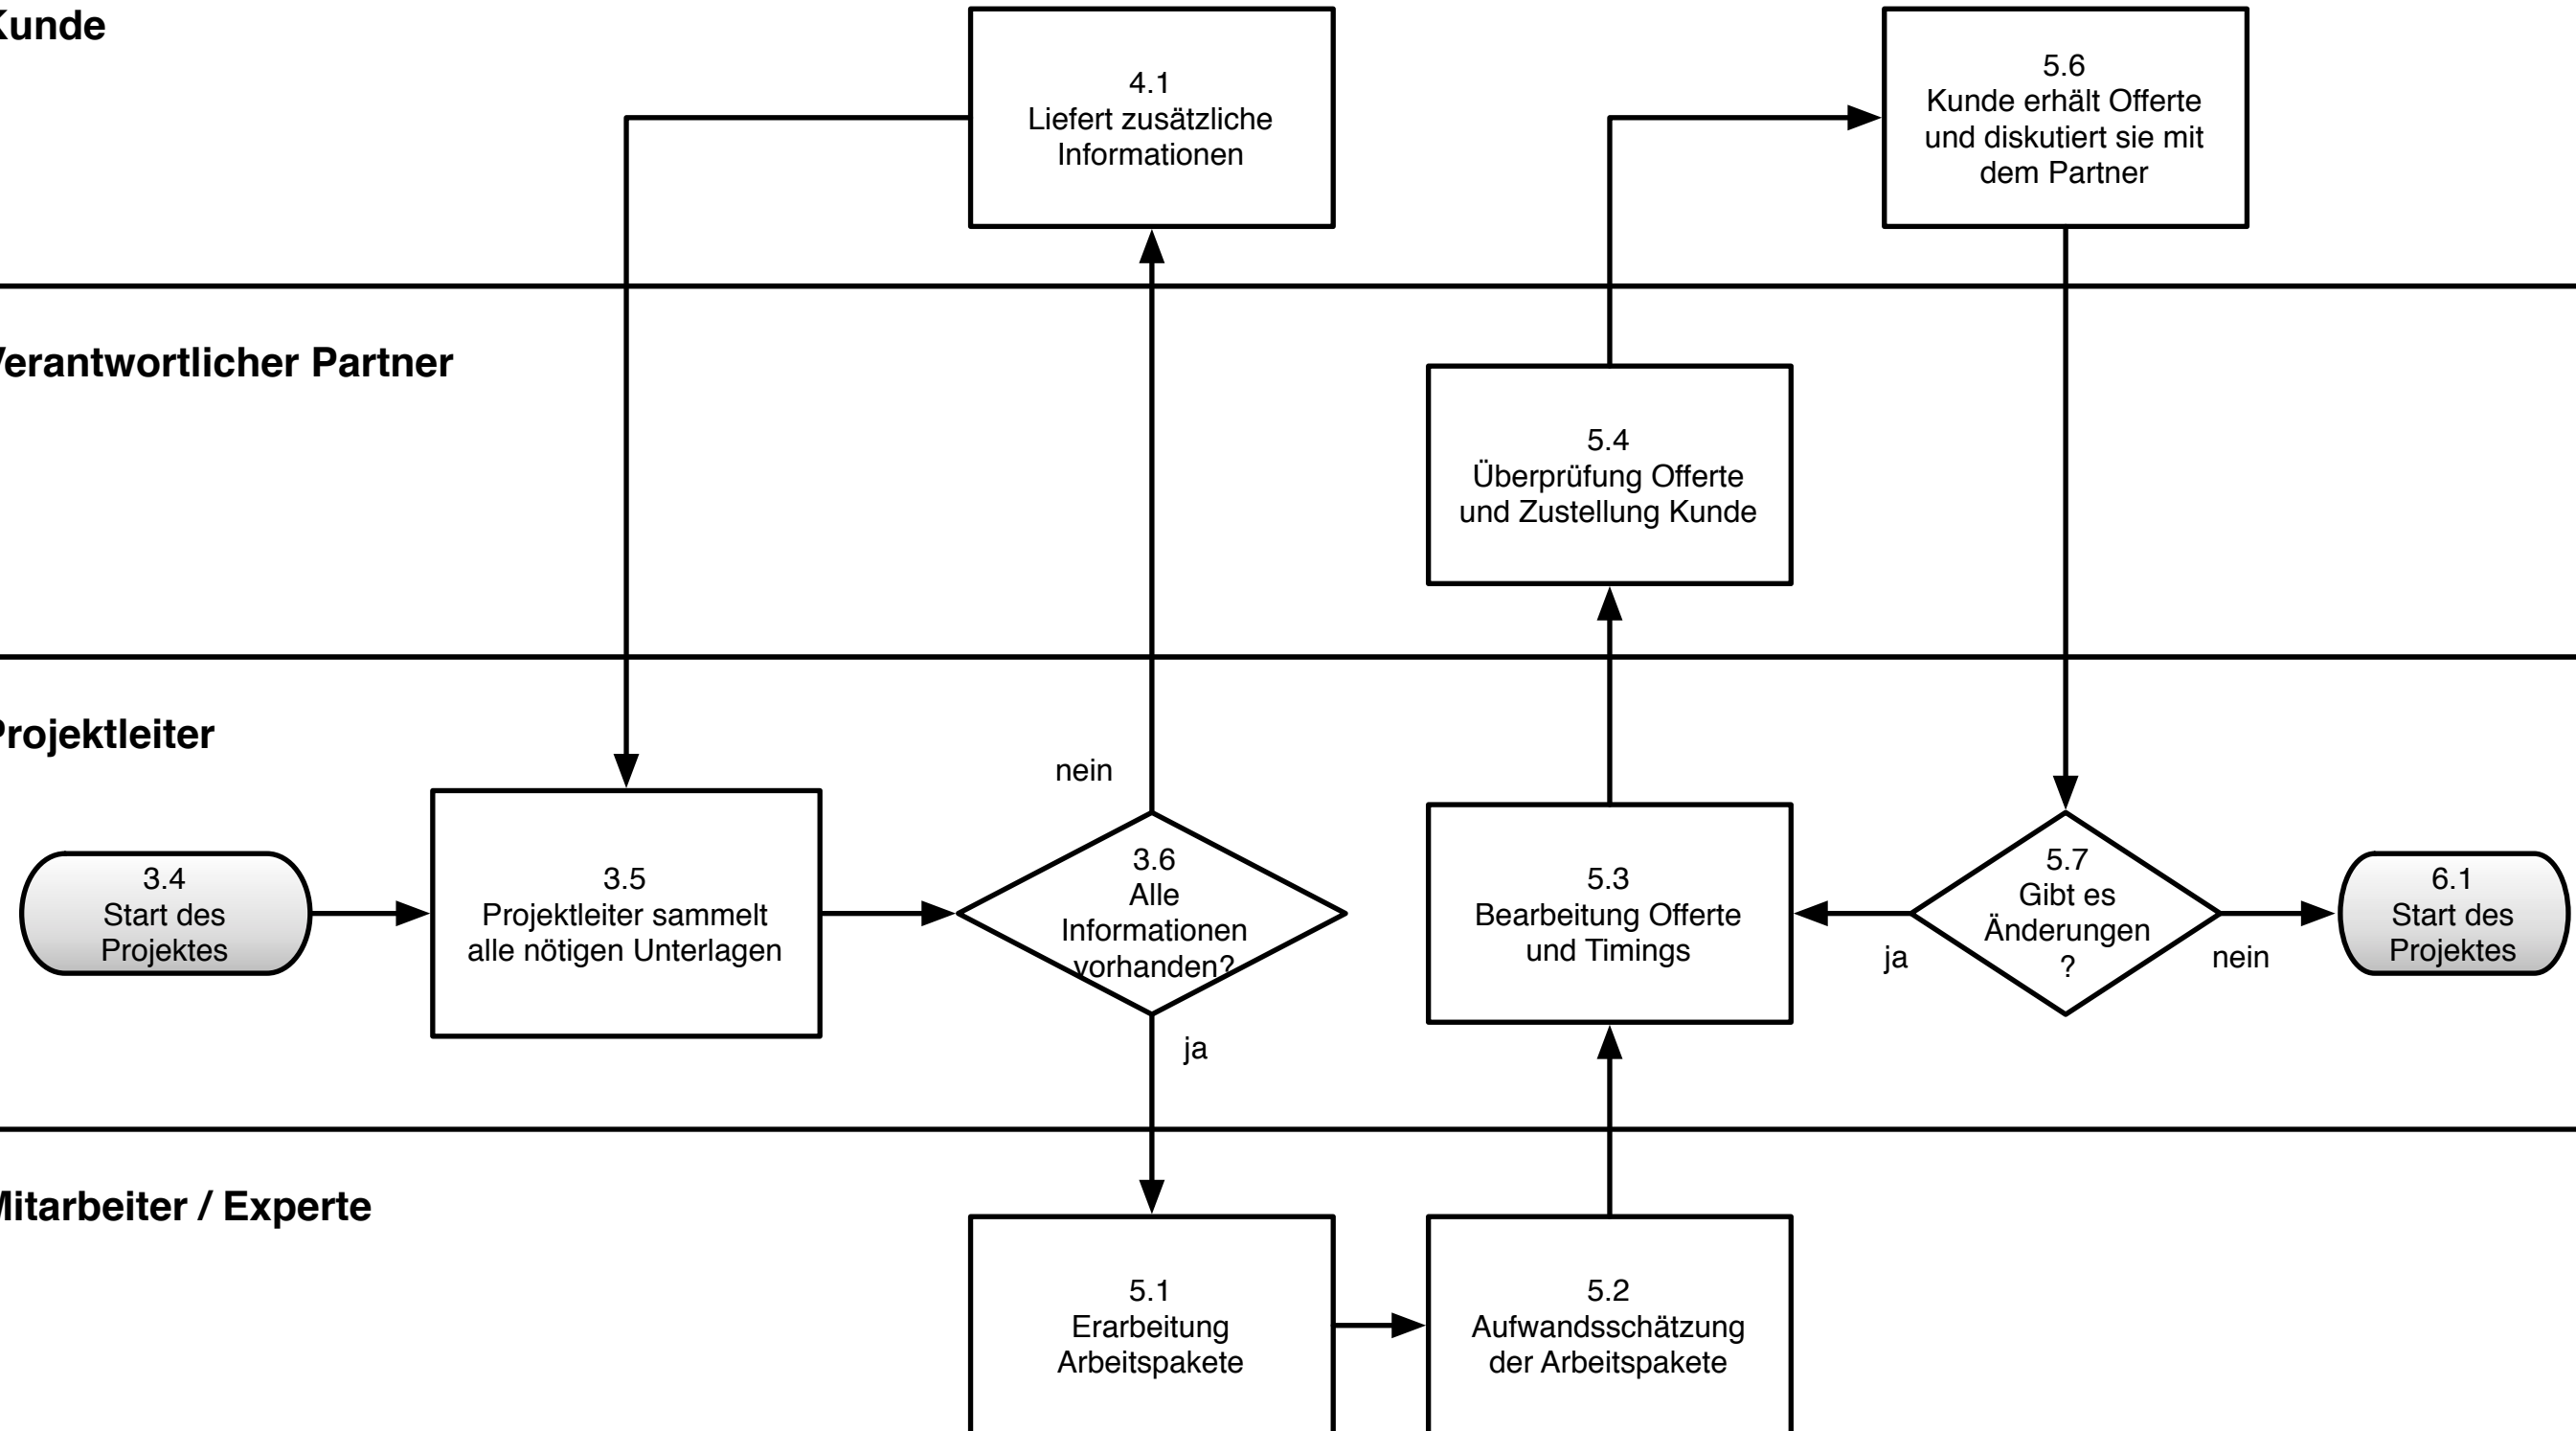 Kunde
4.1
Liefert zusätzliche
Informationen
5.6
Kunde erhält Offerte
und diskutiert sie mit
dem Partner
Verantwortlicher Partner
5.4
Überprüfung Offerte
und Zustellung Kunde
Projektleiter
nein
3.4
Start des
Projektes
3.5
Projektleiter sammelt
alle nötigen Unterlagen
3.6
Alle
Informationen
vorhanden?
ja
5.3
Bearbeitung Offerte
und Timings
ja
5.7
Gibt es
Änderungen
?
nein
6.1
Start des
Projektes
Mitarbeiter / Experte
5.1
Erarbeitung
Arbeitspakete
5.2
Aufwandsschätzung
der Arbeitspakete